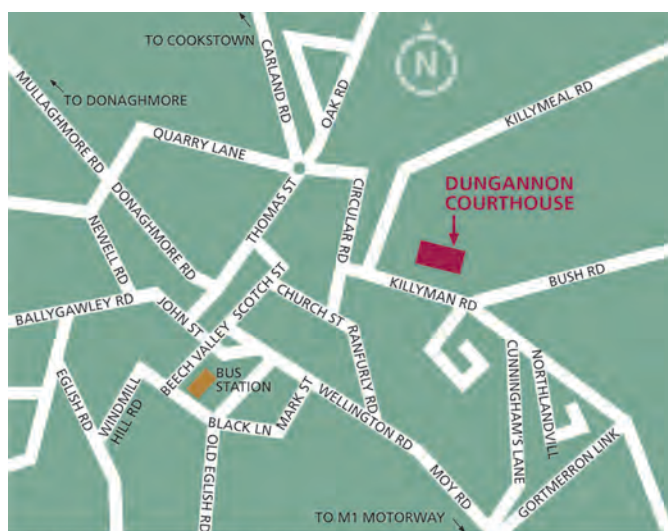 TO COOKSTOWN
CARLAND RD
OAK RD
N
MULLAGHMORE RD
TO DONAGHMORE
KILLYMEAL RD
QUARRY LANE
DONAGHMORE RD
THOMAS ST
CIRCULAR RD
DUNGANNON
COURTHOUSE
NEWELL RD
SCOTCH ST
KILLYMAN RD
BUSH RD
BALLYGAWLEY RD
JOHN ST
CHURCH ST
RANFURLY RD
BEECH VALLEY
BUS
STATION
EGLISH RD
WINDMILL
HILL RD
BLACK LN
MARK ST
WELLINGTON RD
CUNNINGHAM'S LANE
NORTHLANDVILL
OLD EGLISH RD
MOY RD
GORTMERRON LINK
TO M1 MOTORWAY